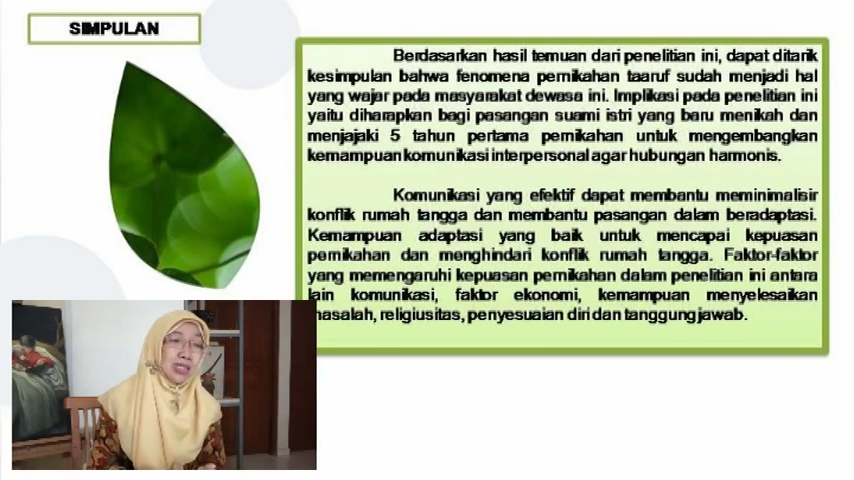 SIMPULAN
Berdasarkan hasil temuan dari penelitian ini, dapat ditarik
kesimpulan bahwa fenomena pernikahan taaruf sudah menjadi hal
yang wajar pada masyarakat dewasa ini. Implikasi pada penelitian ini
yaitu diharapkan bagi pasangan suami istri yang baru menikah dan
menjajaki 5 tahun pertama pernikahan untuk mengembangkan
kemampuan komunikasi interpersonal agar hubungan harmonis.
Komunikasi yang efektif dapat membantu meminimalisir
konflik rumah tangga dan membantu pasangan dalam beradaptasi.
Kemampuan adaptasi yang baik untuk mencapai kepuasan
pernikahan dan menghindari konflik rumah tangga. Faktor-faktor
yang memengaruhi kepuasan pernikahan dalam penelitian ini antara
lain komunikasi, faktor ekonomi, kemampuan menyelesaikan
masalah, religiusitas, penyesuaian diri dan tanggung jawab.